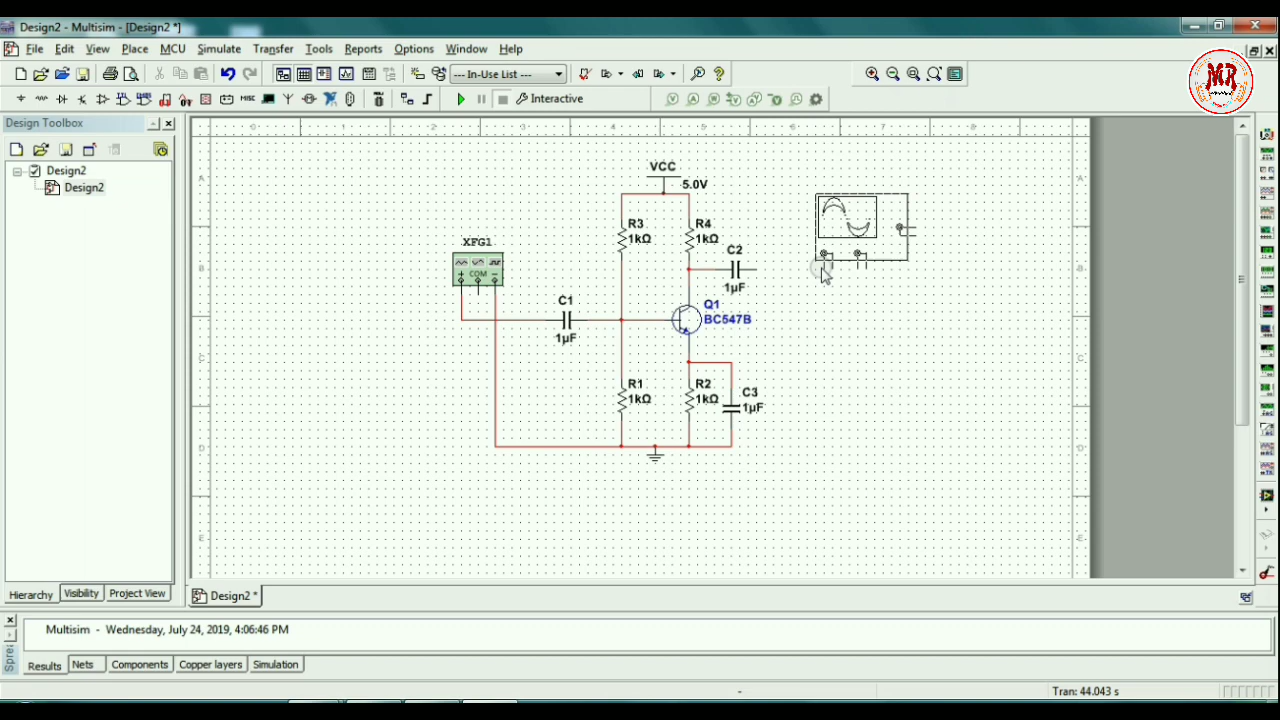 Design2 - Multisim - [Design2 *]
File Edit View Place MCU Simulate Transfer Tools Reports Options Window Help
--- In-Use List ---
Interactive
MR
Design Toolbox
Design2
Design2
VCC
5.0V
R3
1kΩ
R4
1kΩ
C2
1µF
XFG1
COM
C1
1µF
Q1
BC547B
R1
1kΩ
R2
1kΩ
C3
1µF
Hierarchy Visibility Project View
Design2 *
Multisim - Wednesday, July 24, 2019, 4:06:46 PM
Results Nets Components Copper layers Simulation
Tran: 44.043 s